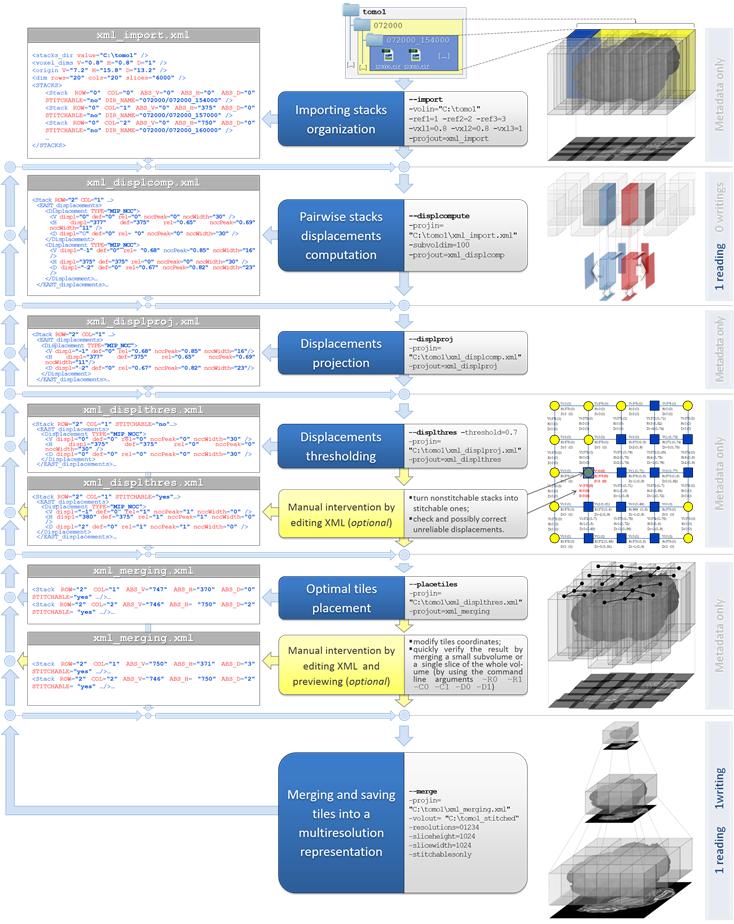 tomo1
072000
072000_154000
[...]
[...]
[...]
xml_import.xml
<stacks_dir value="C:\tomo1" />
<voxel_dims V="0.8" H="0.8" D="1" />
<origin V="7.2" H="15.8" D="13.2" />
<dim rows="20" cols="20" slices="6000" />
<STACKS>
<Stack ROW="0" COL="0" ABS_V="0" ABS_H="0" ABS_D="0"
STITCHABLE="no" DIR_NAME="072000/072000_154000" />
<Stack ROW="0" COL="1" ABS_V="0" ABS_H="375" ABS_D="0"
STITCHABLE="no" DIR_NAME="072000/072000_157000" />
<Stack ROW="0" COL="2" ABS_V="0" ABS_H="750" ABS_D="0"
STITCHABLE="no" DIR_NAME="072000/072000_160000" />
…
</STACKS>
Importing stacks
organization
--import
-volin="C:\tomo1"
-ref1=1 -ref2=2 -ref3=3
-vxl1=0.8 -vxl2=0.8 -vxl3=1
-projout=xml_import
Metadata only
xml_displcomp.xml
<Stack ROW="2" COL="1" …
<EAST_displacements>
<Displacement TYPE="MIP_NCC">
<V displ="0" def="0" rel="0" nccPeak="0" nccWidth="30" />
<H displ="377" def="375" rel="0.65" nccPeak="0.69"
nccWidth="11" />
<D displ="0" def="0" rel="0" nccPeak="0" nccWidth="30" />
</Displacement>
<Displacement TYPE="MIP_NCC">
<V displ="-1" def="0" rel= "0.68" nccPeak="0.85" nccWidth="16"
/>
<H displ="375" def="375" rel="0" nccPeak="0" nccWidth="30" />
<D displ="-2" def="0" rel="0.67" nccPeak="0.82" nccWidth="23"
/>
</Displacement>…
</EAST_displacements>…
Pairwise stacks
displacements
computation
--displcompute
-projin=
"C:\tomo1\xml_import.xml"
-subvoldim=100
-projout=xml_displcomp
1 reading 0 writings
xml_displproj.xml
<Stack ROW="2" COL="1" …
<EAST_displacements>
<Displacement TYPE="MIP_NCC">
<V displ="-1" def="0" rel="0.68" nccPeak="0.85" nccWidth="16"/>
<H displ="377" def="375" rel="0.65" nccPeak="0.69"
nccWidth="11"/>
<D displ="-2" def="0" rel="0.67" nccPeak="0.82" nccWidth="23"/>
</Displacement>…
</EAST_displacements>…
Displacements
projection
--displproj
-projin=
"C:\tomo1\xml_displcomp.xml"
-projout=xml_displproj
Metadata only
xml_displthres.xml
<Stack ROW="2" COL="1" STITCHABLE="no"…
<EAST_displacements>
<Displacement TYPE="MIP_NCC">
<V displ="0" def="0" rel="0" nccPeak="0" nccWidth="30" />
<H displ="375" def="375" rel="0" nccPeak="0"
nccWidth="30" />
<D displ="0" def="0" rel="0" nccPeak="0" nccWidth="30" />
</Displacement>…
</EAST_displacements>…
Displacements
thresholding
--displthres -threshold=0.7
-projin=
"C:\tomo1\xml_displproj.xml"
-projout=xml_displthres
Metadata only
xml_displthres.xml
<Stack ROW="2" COL="1" STITCHABLE="yes"…
<EAST_displacements>
<Displacement TYPE="MIP_NCC">
<V displ="-1" def="0" rel="1" nccPeak="1" nccWidth="0" />
<H displ="380" def="375" rel="1" nccPeak="1" nccWidth="0"
/>
<D displ="2" def="0" rel="1" nccPeak="1" nccWidth="0" />
</Displacement>…
</EAST_displacements>…
Manual intervention by
editing XML (optional)
▪ turn nonstitchable stacks into
stitchable ones;
▪ check and possibly correct
unreliable displacements.
xml_merging.xml
<Stack ROW="2" COL="1" ABS_V="747" ABS_H="370" ABS_D="0"
STITCHABLE="yes" …/>…
<Stack ROW="2" COL="2" ABS_V="746" ABS_H= "750" ABS_D="2"
STITCHABLE= "yes" …/>…
Optimal tiles
placement
--placetiles
-projin=
"C:\tomo1\xml_displthres.xml"
-projout=xml_merging
Metadata only
xml_merging.xml
<Stack ROW="2" COL="1" ABS_V="750" ABS_H="371" ABS_D="3"
STITCHABLE="yes" …/>…
<Stack ROW="2" COL="2" ABS_V="746" ABS_H= "750" ABS_D="2"
STITCHABLE= "yes" …/>…
Manual intervention by
editing XML and
previewing (optional)
▪ modify tiles coordinates;
▪ quickly verify the result by
merging a small subvolume or
a single slice of the whole vol-
ume (by using the command
line arguments -R0 -R1
-C0 -C1 -D0 -D1)
Merging and saving
tiles into a
multiresolution
representation
--merge
-projin=
"C:\tomo1\xml_merging.xml"
-volout= "C:\tomo1_stitched"
-resolutions=01234
-sliceheight=1024
-slicewidth=1024
-stitchablesonly
1 reading 1writing